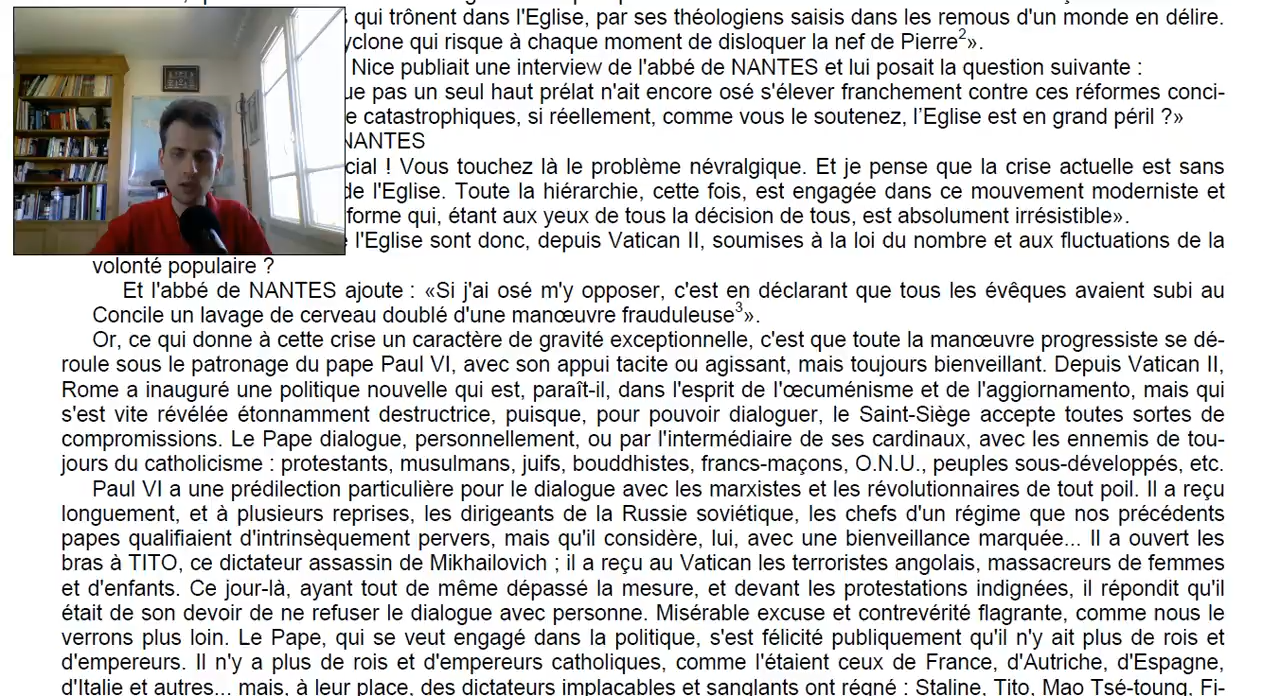 qui trônent dans l'Eglise, par ses théologiens saisis dans les remous d'un monde en délire.
yclone qui risque à chaque moment de disloquer la nef de Pierre2».
Nice publiait une interview de l'abbé de NANTES et lui posait la question suivante :
ue pas un seul haut prélat n'ait encore osé s'élever franchement contre ces réformes conci-
e catastrophiques, si réellement, comme vous le soutenez, l'Eglise est en grand péril ?»
NANTES
cial ! Vous touchez là le problème névralgique. Et je pense que la crise actuelle est sans
de l'Eglise. Toute la hiérarchie, cette fois, est engagée dans ce mouvement moderniste et
forme qui, étant aux yeux de tous la décision de tous, est absolument irrésistible».
l'Eglise sont donc, depuis Vatican II, soumises à la loi du nombre et aux fluctuations de la
volonté populaire ?
Et l'abbé de NANTES ajoute : «Si j'ai osé m'y opposer, c'est en déclarant que tous les évêques avaient subi au
Concile un lavage de cerveau doublé d'une manœuvre frauduleuse3».
Or, ce qui donne à cette crise un caractère de gravité exceptionnelle, c'est que toute la manœuvre progressiste se dé-
roule sous le patronage du pape Paul VI, avec son appui tacite ou agissant, mais toujours bienveillant. Depuis Vatican II,
Rome a inauguré une politique nouvelle qui est, paraît-il, dans l'esprit de l'œcuménisme et de l'aggiornamento, mais qui
s'est vite révélée étonnamment destructrice, puisque, pour pouvoir dialoguer, le Saint-Siège accepte toutes sortes de
compromissions. Le Pape dialogue, personnellement, ou par l'intermédiaire de ses cardinaux, avec les ennemis de tou-
jours du catholicisme : protestants, musulmans, juifs, bouddhistes, francs-maçons, O.N.U., peuples sous-développés, etc.
Paul VI a une prédilection particulière pour le dialogue avec les marxistes et les révolutionnaires de tout poil. Il a reçu
longuement, et à plusieurs reprises, les dirigeants de la Russie soviétique, les chefs d'un régime que nos précédents
papes qualifiaient d'intrinsèquement pervers, mais qu'il considère, lui, avec une bienveillance marquée... Il a ouvert les
bras à TITO, ce dictateur assassin de Mikhailovich ; il a reçu au Vatican les terroristes angolais, massacreurs de femmes
et d'enfants. Ce jour-là, ayant tout de même dépassé la mesure, et devant les protestations indignées, il répondit qu'il
était de son devoir de ne refuser le dialogue avec personne. Misérable excuse et contrevérité flagrante, comme nous le
verrons plus loin. Le Pape, qui se veut engagé dans la politique, s'est félicité publiquement qu'il n'y ait plus de rois et
d'empereurs. Il n'y a plus de rois et d'empereurs catholiques, comme l'étaient ceux de France, d'Autriche, d'Espagne,
d'Italie et autres... mais, à leur place, des dictateurs implacables et sanglants ont régné : Staline, Tito, Mao Tsé-toung, Fi-